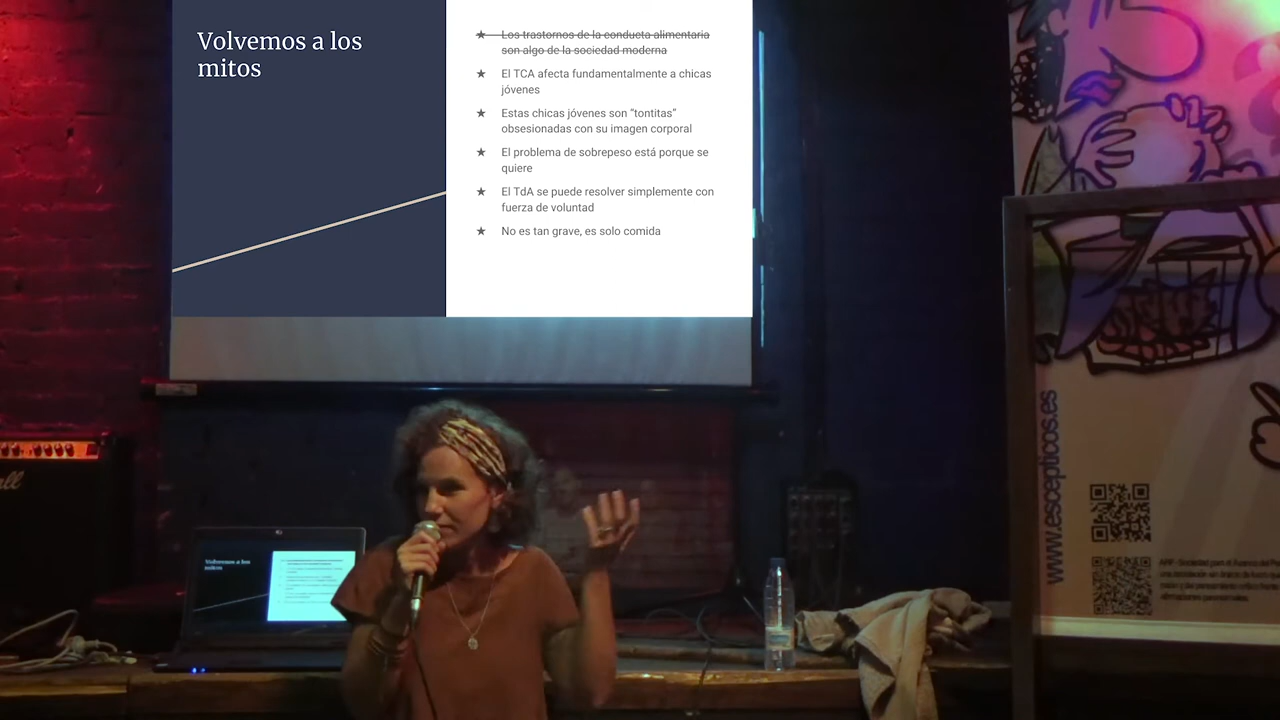 Volvemos a los
mitos
★ Los trastornos de la conducta alimentaria
son algo de la sociedad moderna
★ El TCA afecta fundamentalmente a chicas
jóvenes
★ Estas chicas jóvenes son “tontitas”
obsesionadas con su imagen corporal
★ El problema de sobrepeso está porque se
quiere
★ El TdA se puede resolver simplemente con
fuerza de voluntad
★ No es tan grave, es solo comida
Volvemos a los
mitos
www.escepticos.es